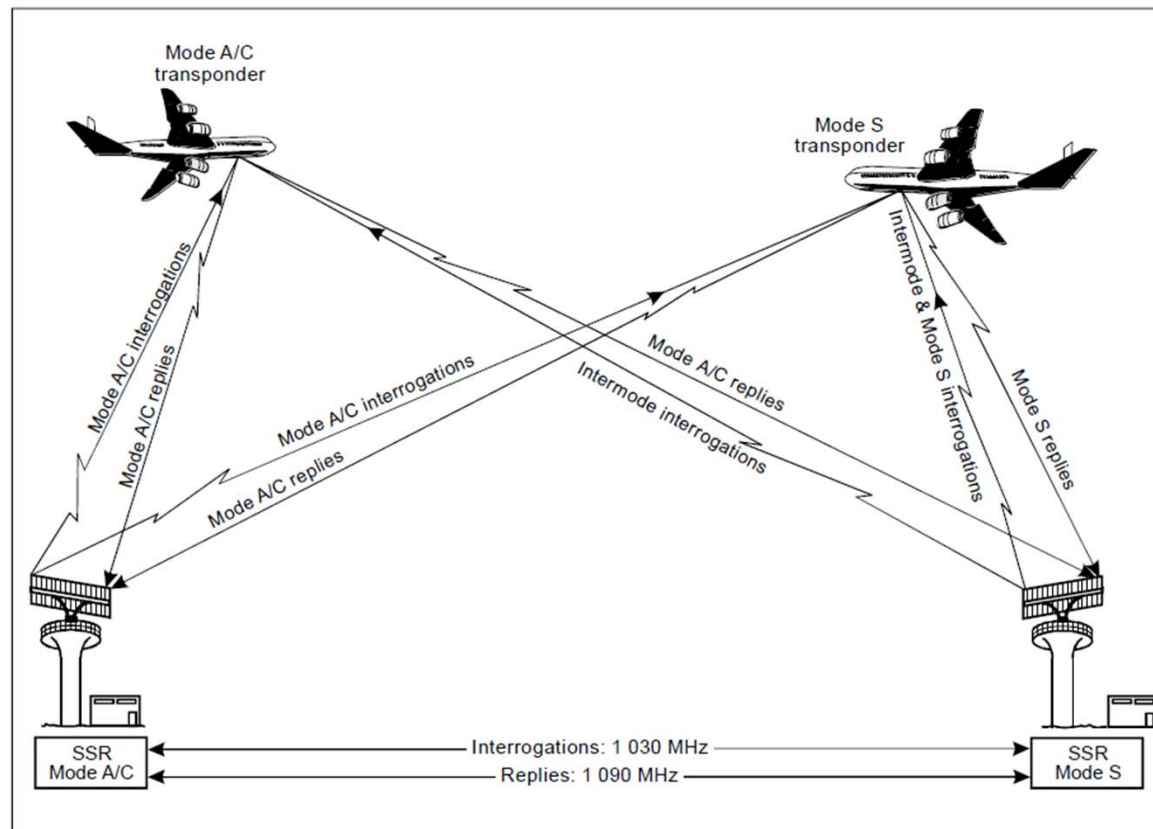 Mode A/C
transponder
Mode S
transponder
Mode A/C interrogations
Mode A/C replies
Mode A/C interrogations
Mode A/C replies
Mode A/C replies
Intermode interrogations
Intermode & Mode S interrogations
Mode S replies
SSR
Mode A/C
Interrogations: 1 030 MHz
Replies: 1 090 MHz
SSR
Mode S